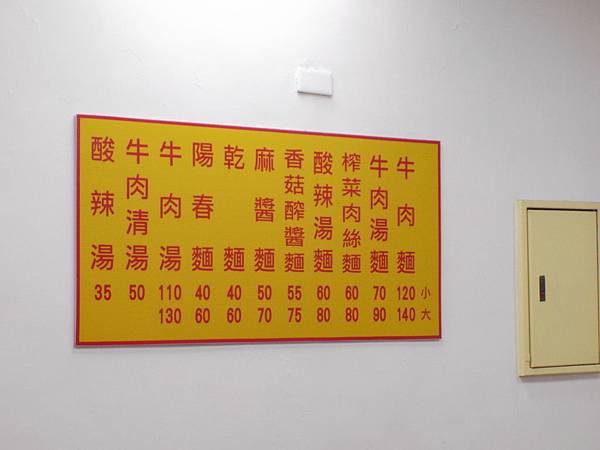 牛肉麵 120 140
牛肉湯麵 70 90
榨菜肉絲麵 60 80
酸辣湯麵 60 80
香菇酢醬麵 55 75
麻醬麵 50 70
乾麵 40 60
陽春麵 40 60
牛肉湯 110 130
牛肉清湯 50
酸辣湯 35
小
大